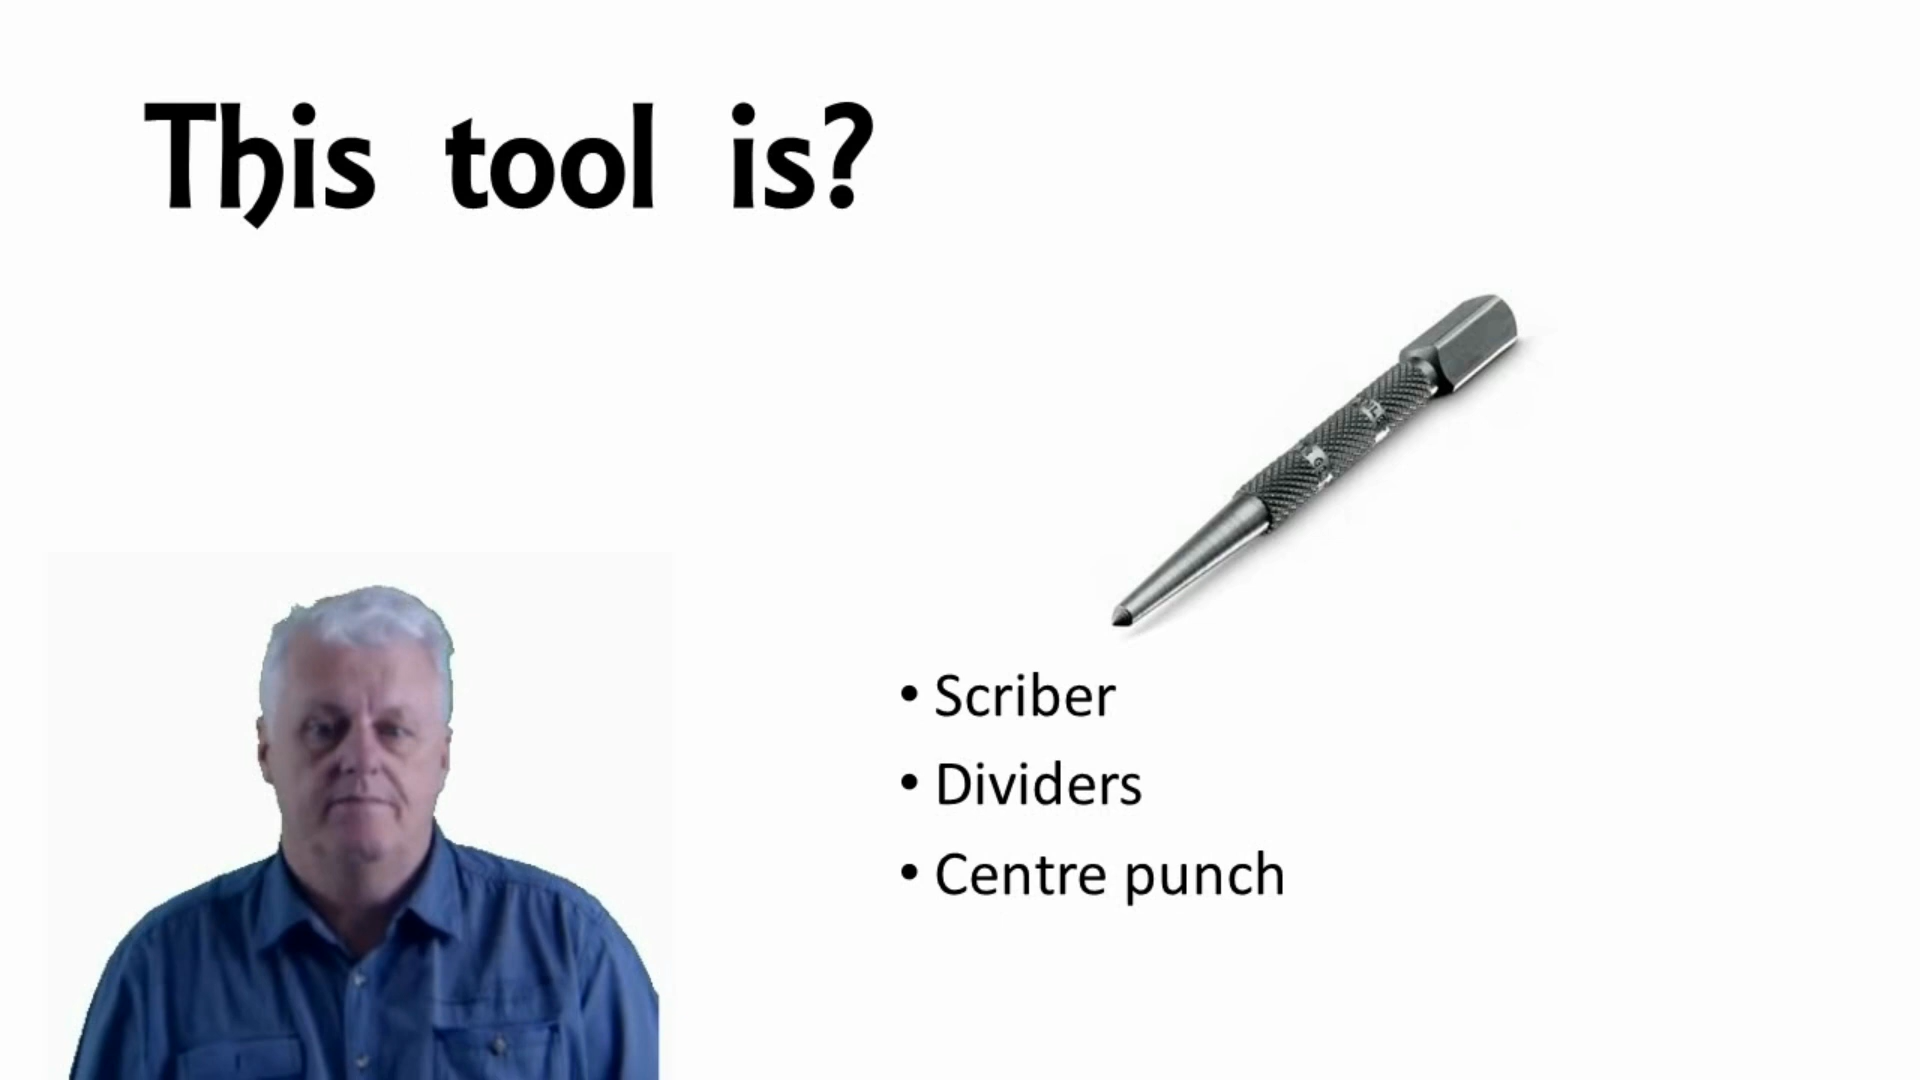 This tool is?
• Scriber
• Dividers
• Centre punch